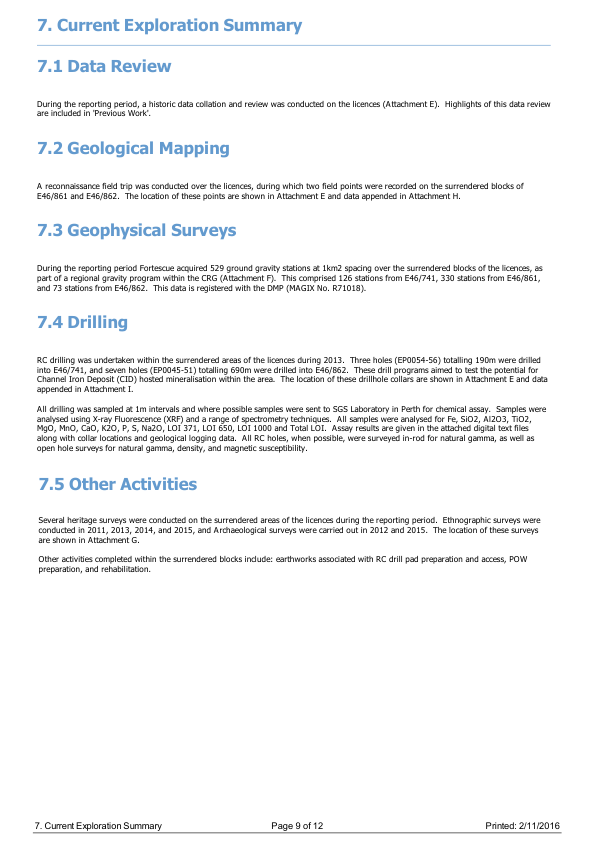 7. Current Exploration Summary
7.1 Data Review
During the reporting period, a historic data collation and review was conducted on the licences (Attachment E).  Highlights of this data review
are included in 'Previous Work'.
7.2 Geological Mapping
A reconnaissance field trip was conducted over the licences, during which two field points were recorded on the surrendered blocks of
E46/861 and E46/862.  The location of these points are shown in Attachment E and data appended in Attachment H.
7.3 Geophysical Surveys
During the reporting period Fortescue acquired 529 ground gravity stations at 1km2 spacing over the surrendered blocks of the licences, as
part of a regional gravity program within the CRG (Attachment F).  This comprised 126 stations from E46/741, 330 stations from E46/861,
and 73 stations from E46/862.  This data is registered with the DMP (MAGIX No. R71018).
7.4 Drilling
RC drilling was undertaken within the surrendered areas of the licences during 2013.  Three holes (EP0054-56) totalling 190m were drilled
into E46/741, and seven holes (EP0045-51) totalling 690m were drilled into E46/862.  These drill programs aimed to test the potential for
Channel Iron Deposit (CID) hosted mineralisation within the area.  The location of these drillhole collars are shown in Attachment E and data
appended in Attachment I.
All drilling was sampled at 1m intervals and where possible samples were sent to SGS Laboratory in Perth for chemical assay.  Samples were
analysed using X-ray Fluorescence (XRF) and a range of spectrometry techniques.  All samples were analysed for Fe, SiO2, Al2O3, TiO2,
MgO, MnO, CaO, K2O, P, S, Na2O, LOI 371, LOI 650, LOI 1000 and Total LOI.  Assay results are given in the attached digital text files
along with collar locations and geological logging data.  All RC holes, when possible, were surveyed in-rod for natural gamma, as well as
open hole surveys for natural gamma, density, and magnetic susceptibility.
7.5 Other Activities
Several heritage surveys were conducted on the surrendered areas of the licences during the reporting period.  Ethnographic surveys were
conducted in 2011, 2013, 2014, and 2015, and Archaeological surveys were carried out in 2012 and 2015.  The location of these surveys
are shown in Attachment G.
Other activities completed within the surrendered blocks include: earthworks associated with RC drill pad preparation and access, POW
preparation, and rehabilitation.
7. Current Exploration Summary
Page 9 of 12
Printed: 2/11/2016